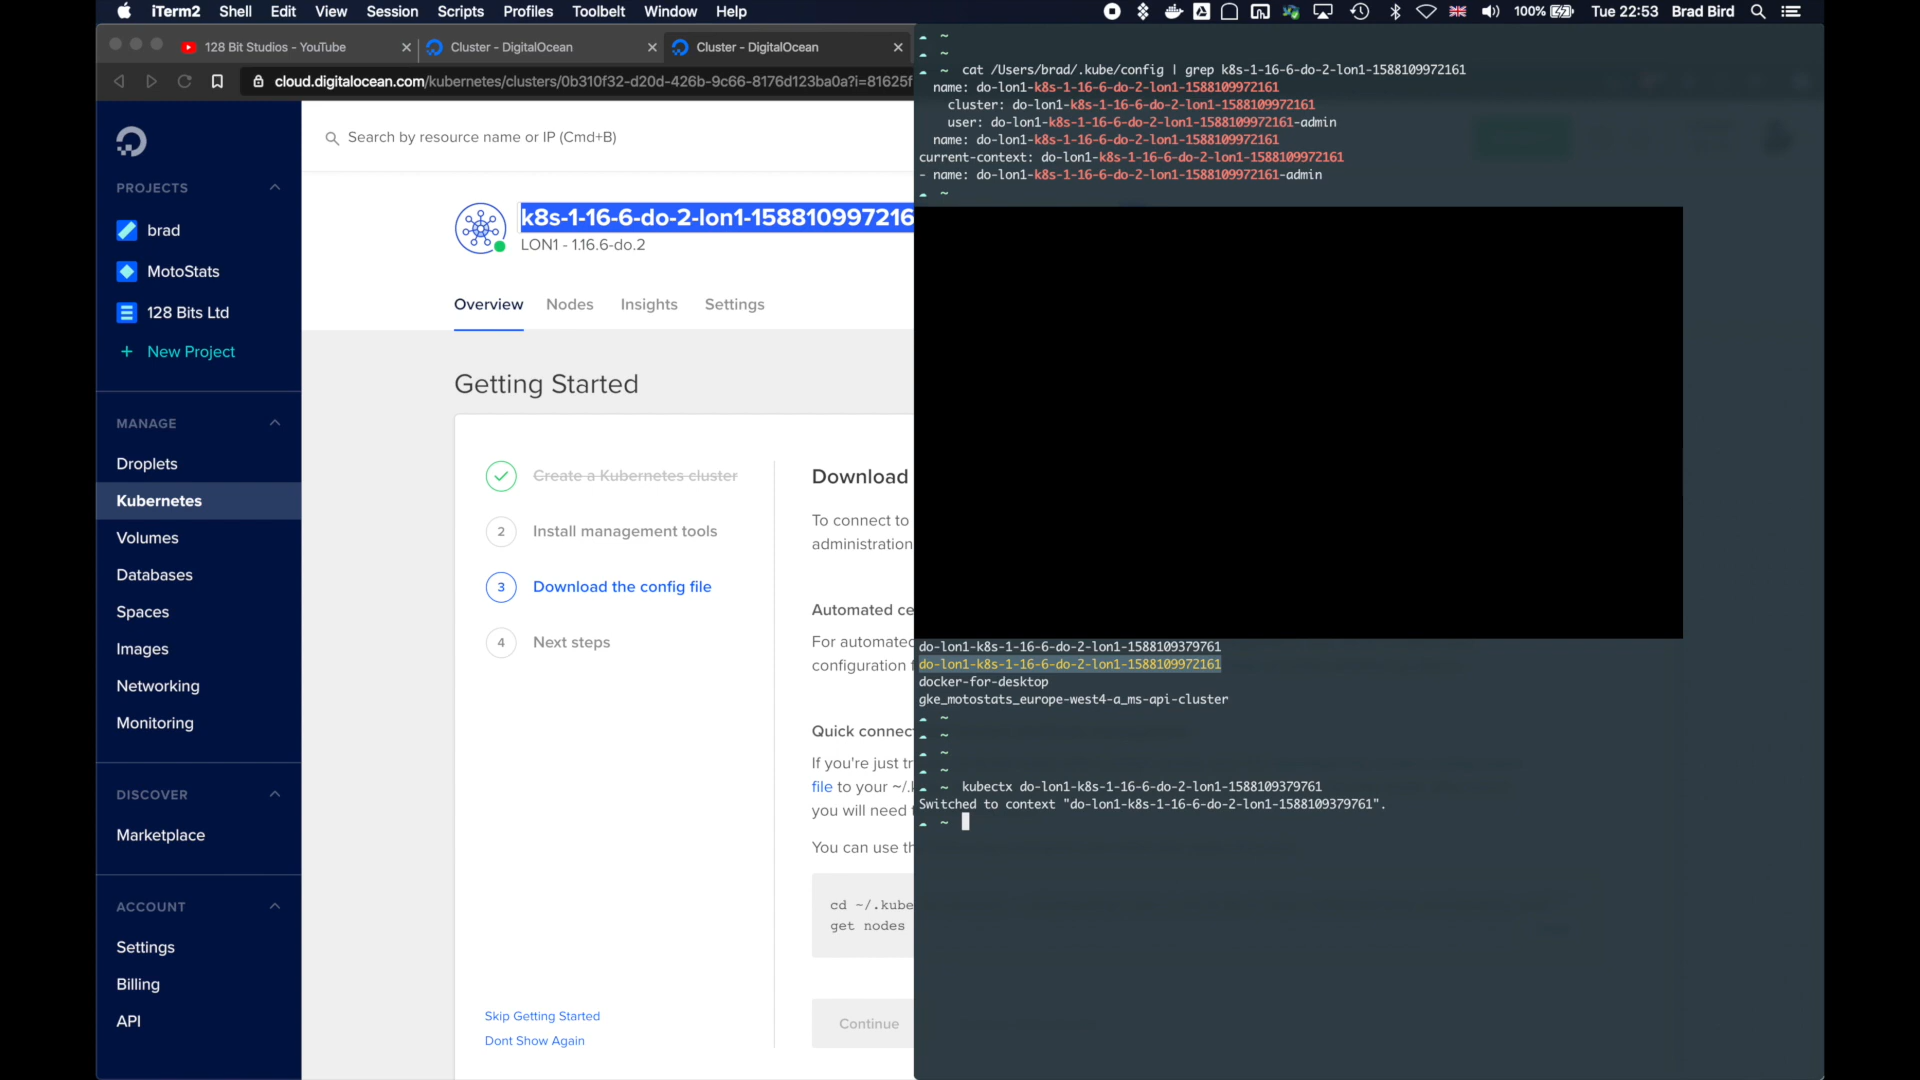 iTerm2 Shell Edit View Session Scripts Profiles Toolbelt Window Help 100% Tue 22:53 Brad Bird
128 Bit Studios - YouTube
Cluster - DigitalOcean
Cluster - DigitalOcean
cloud.digitalocean.com/kubernetes/clusters/0b310f32-d20d-426b-9c66-8176d123ba0a?i=81625f
PROJECTS
brad
MotoStats
128 Bits Ltd
+ New Project
MANAGE
Droplets
Kubernetes
Volumes
Databases
Spaces
Images
Networking
Monitoring
DISCOVER
Marketplace
ACCOUNT
Settings
Billing
API
Search by resource name or IP (Cmd+B)
k8s-1-16-6-do-2-lon1-158810997216
LON1 - 1.16.6-do.2
Overview Nodes Insights Settings
Getting Started
Create a Kubernetes cluster
2 Install management tools
3 Download the config file
4 Next steps
Skip Getting Started
Dont Show Again
Download
To connect to
administration
Automated ce
For automated
configuration
Quick connec
If you're just tr
file to your ~/.k
you will need
You can use th
cd ~/.kube
get nodes
Continue
~
~
~ cat /Users/brad/.kube/config | grep k8s-1-16-6-do-2-lon1-1588109972161
name: do-lon1-k8s-1-16-6-do-2-lon1-1588109972161
cluster: do-lon1-k8s-1-16-6-do-2-lon1-1588109972161
user: do-lon1-k8s-1-16-6-do-2-lon1-1588109972161-admin
name: do-lon1-k8s-1-16-6-do-2-lon1-1588109972161
current-context: do-lon1-k8s-1-16-6-do-2-lon1-1588109972161
- name: do-lon1-k8s-1-16-6-do-2-lon1-1588109972161-admin
~
do-lon1-k8s-1-16-6-do-2-lon1-1588109379761
do-lon1-k8s-1-16-6-do-2-lon1-1588109972161
docker-for-desktop
gke_motostats_europe-west4-a_ms-api-cluster
~
~
~
~
~ kubectx do-lon1-k8s-1-16-6-do-2-lon1-1588109379761
Switched to context "do-lon1-k8s-1-16-6-do-2-lon1-1588109379761".
~